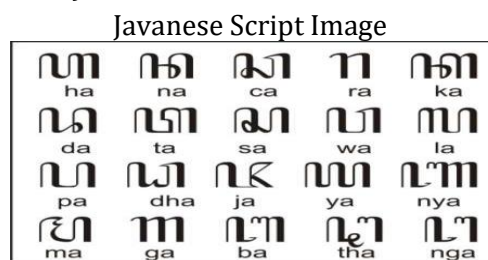 Javanese Script Image
ꦲ ꦤ ꦕ ꦫ ꦏ
ha na ca ra ka
ꦢ ꦠ ꦱ ꦮ ꦭ
da ta sa wa la
ꦥ ꦝ ꦗ ꦪ ꦚ
pa dha ja ya nya
ꦩ ꦒ ꦧ ꦛ ꦔ
ma ga ba tha nga